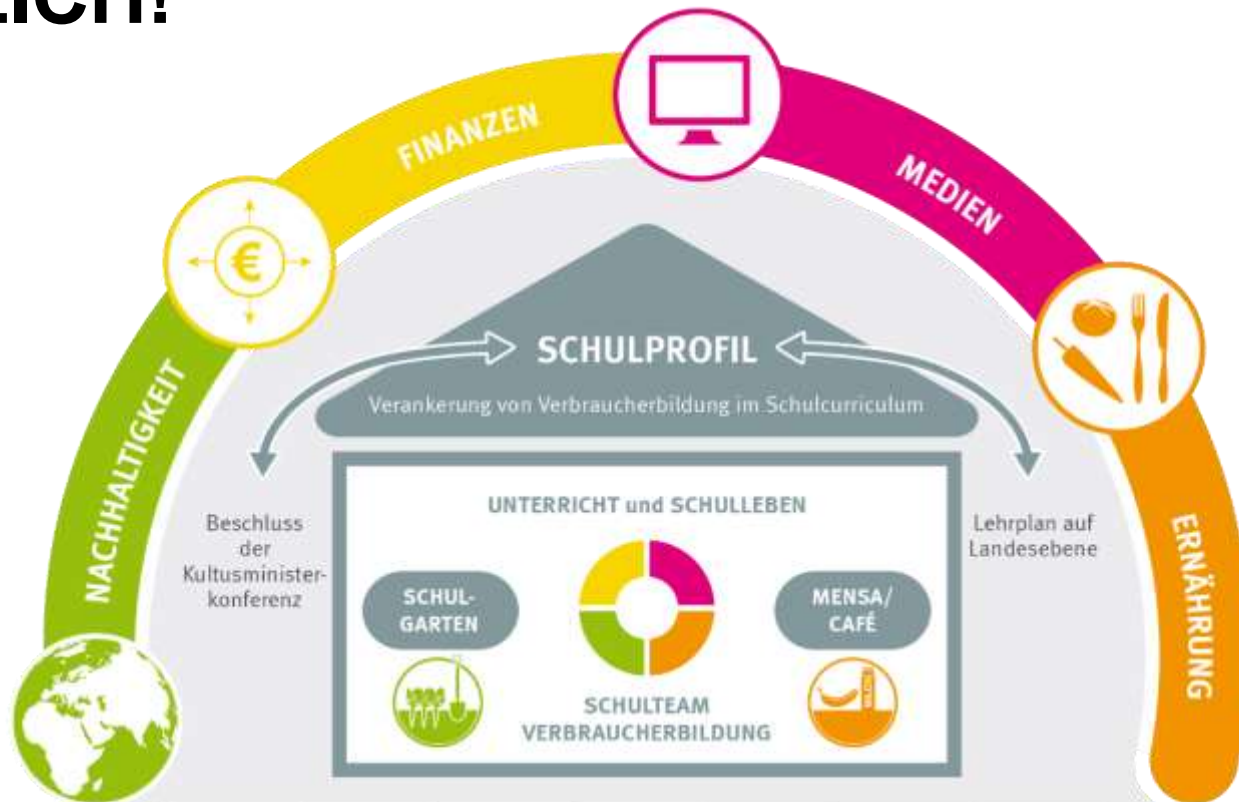 LICH!
FINANZEN
MEDIEN
€
NACHHALTIGKEIT
ERNÄHRUNG
SCHULPROFIL
Verankerung von Verbraucherbildung im Schulcurriculum
Beschluss
der
Kultusminister-
konferenz
Lehrplan auf
Landesebene
UNTERRICHT und SCHULLEBEN
SCHUL-
GARTEN
MENSA/
CAFÉ
SCHULTEAM
VERBRAUCHERBILDUNG